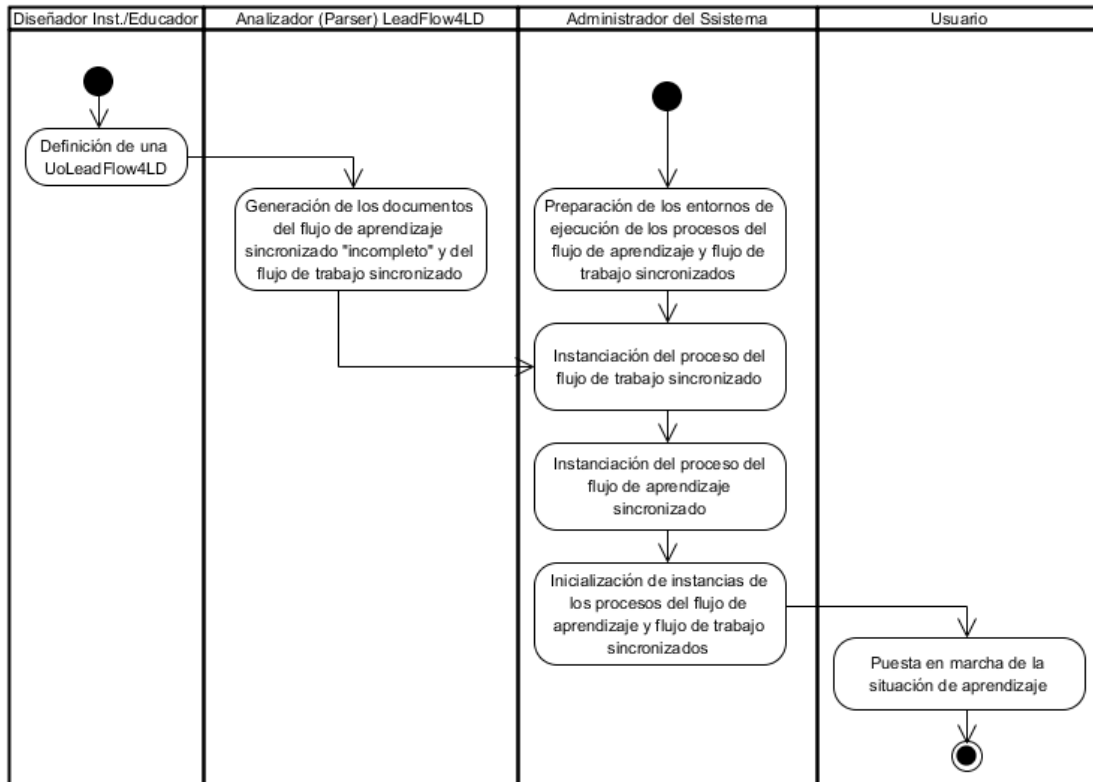 Diseñador Inst./Educador
Analizador (Parser) LeadFlow4LD
Administrador del Ssistema
Usuario
Definición de una
UoLeadFlow4LD
Generación de los documentos
del flujo de aprendizaje
sincronizado "incompleto" y del
flujo de trabajo sincronizado
Preparación de los entornos de
ejecución de los procesos del
flujo de aprendizaje y flujo de
trabajo sincronizados
Instanciación del proceso del
flujo de trabajo sincronizado
Instanciación del proceso del
flujo de aprendizaje
sincronizado
Inicialización de instancias de
los procesos del flujo de
aprendizaje y flujo de trabajo
sincronizados
Puesta en marcha de la
situación de aprendizaje